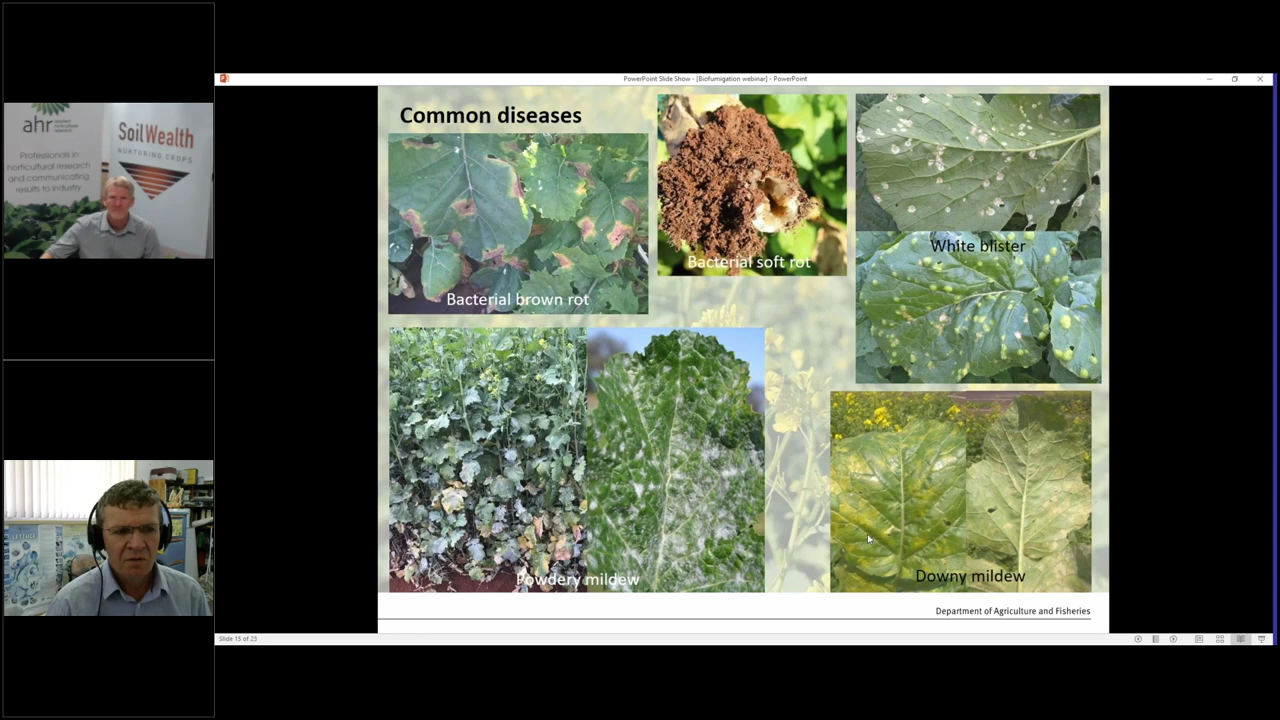 PowerPoint Slide Show - [Biofumigation webinar] - PowerPoint
ahr
Professionals in
horticultural research
and communicating
results to industry.
SoilWealth
NURTURING CROPS
LETTUCE
Common diseases
Bacterial brown rot
Bacterial soft rot
White blister
Powdery mildew
Downy mildew
Department of Agriculture and Fisheries
Slide 15 of 23